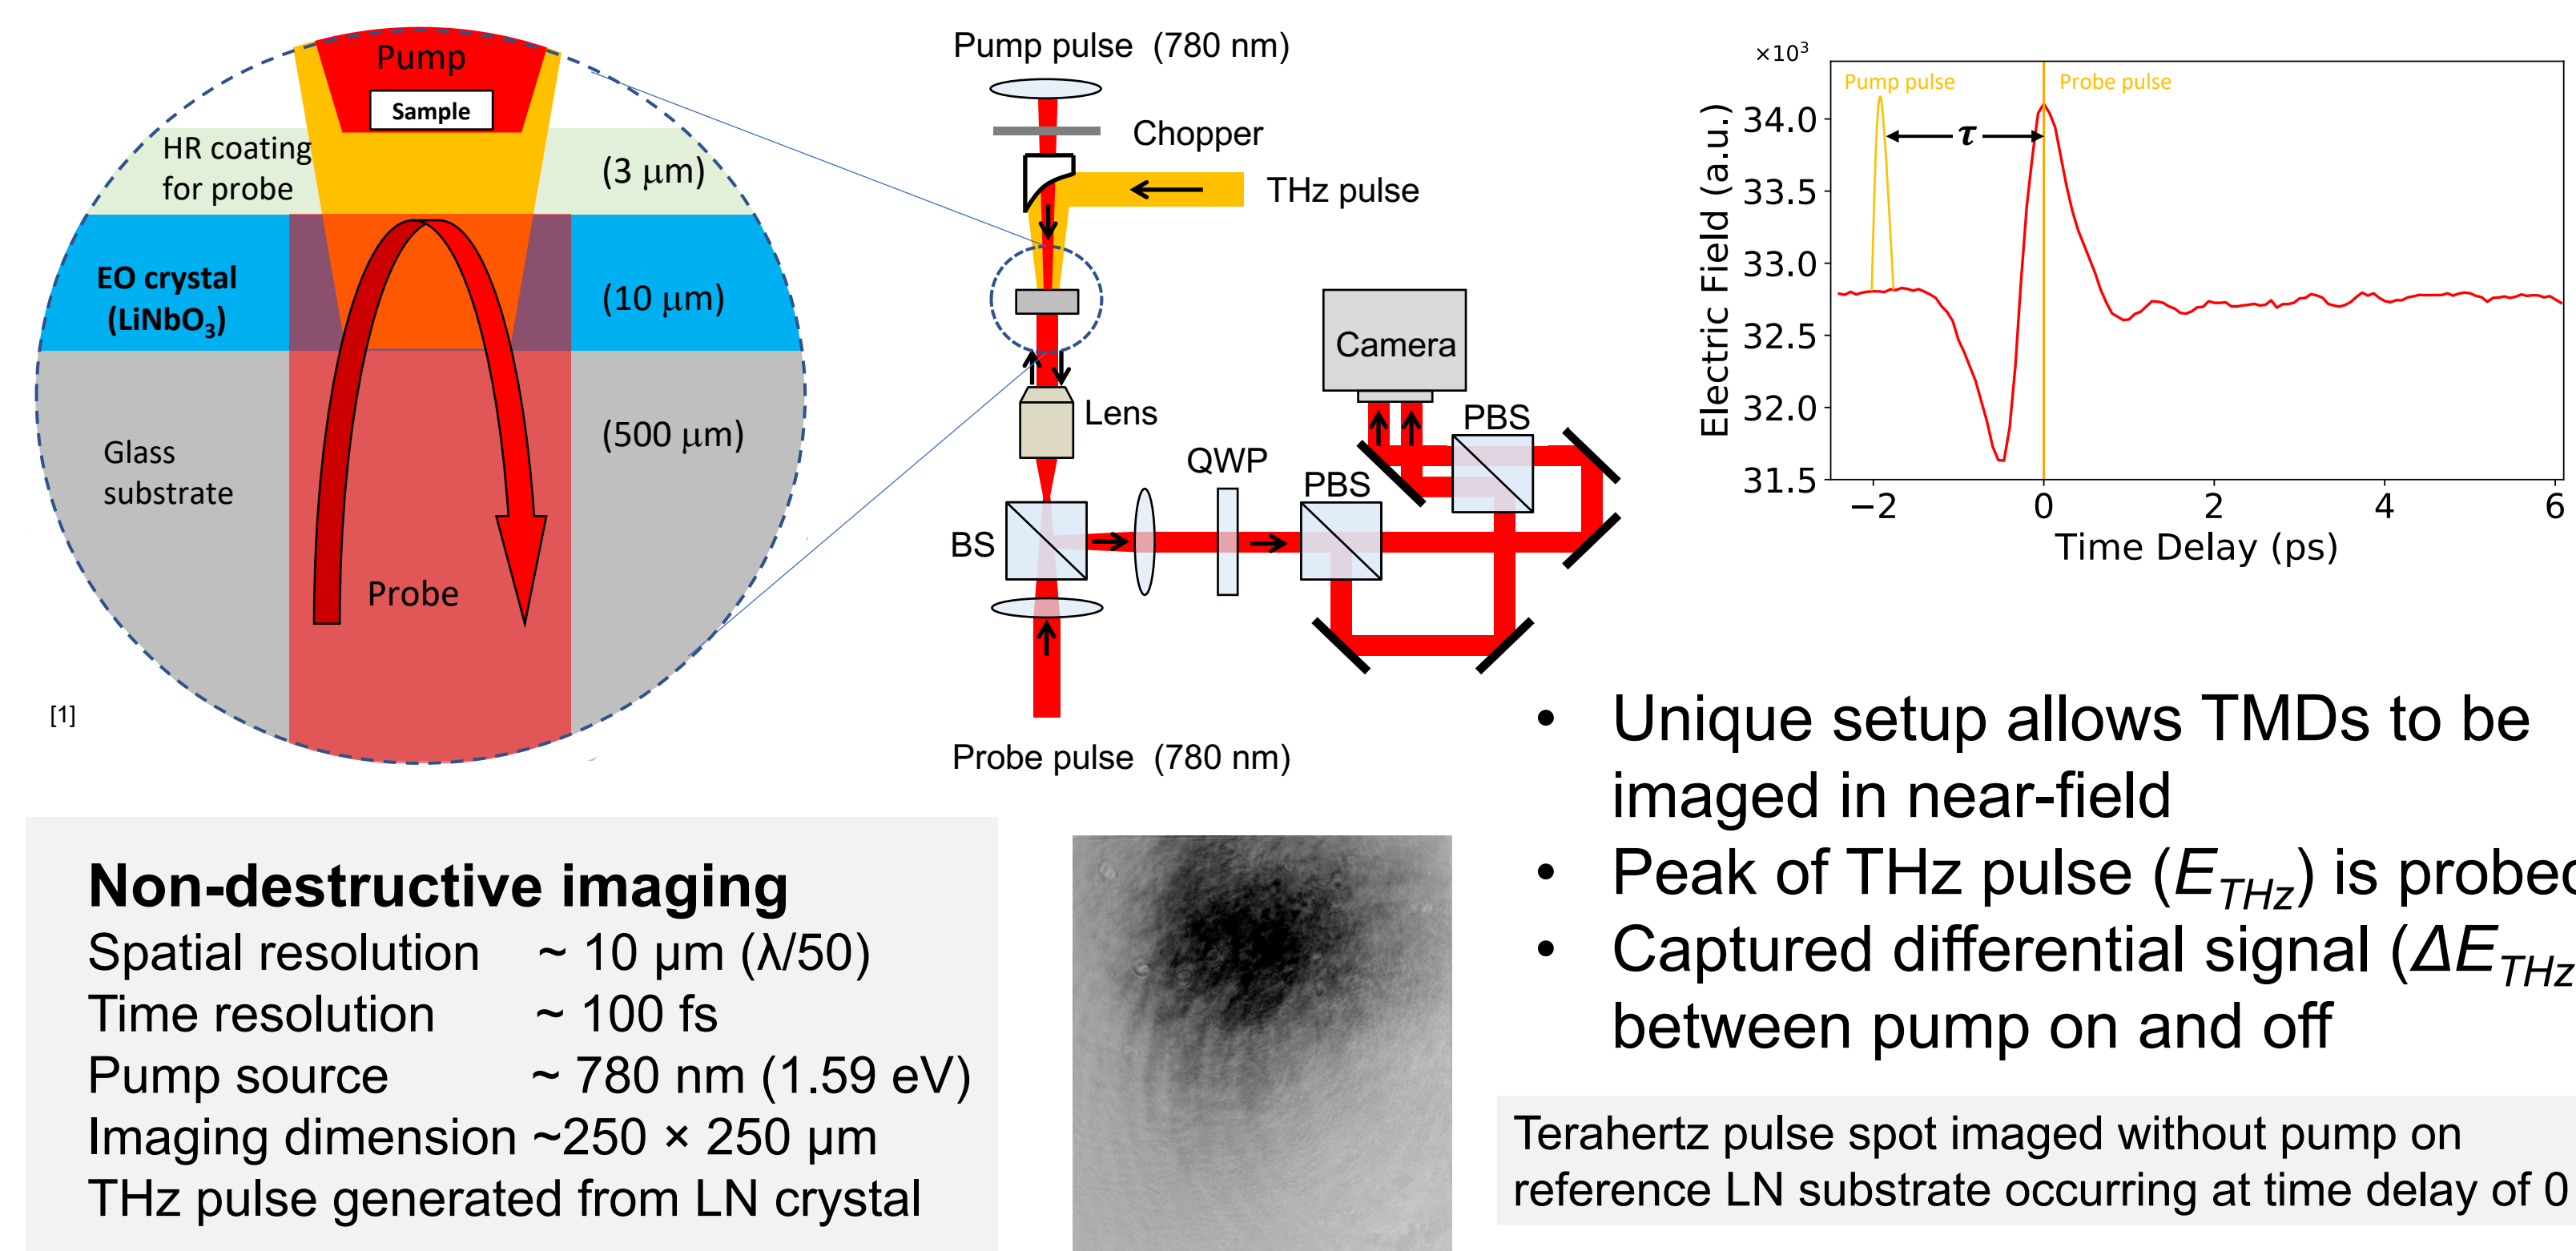 Pump
Sample
HR coating
for probe
(3 μm)
EO crystal
(LiNbO3)
(10 μm)
Glass
substrate
(500 μm)
Probe
[1]
Pump pulse (780 nm)
Chopper
THz pulse
Camera
Lens
PBS
QWP
PBS
BS
Probe pulse (780 nm)
×10³
Pump pulse
Probe pulse
τ
Electric Field (a.u.)
34.0
33.5
33.0
32.5
32.0
31.5
−2
0
2
4
6
Time Delay (ps)
• Unique setup allows TMDs to be
imaged in near-field
• Peak of THz pulse (E_THz) is probed
• Captured differential signal (ΔE_THz
between pump on and off
Non-destructive imaging
Spatial resolution ~ 10 μm (λ/50)
Time resolution ~ 100 fs
Pump source ~ 780 nm (1.59 eV)
Imaging dimension ~250 × 250 μm
THz pulse generated from LN crystal
Terahertz pulse spot imaged without pump on
reference LN substrate occurring at time delay of 0